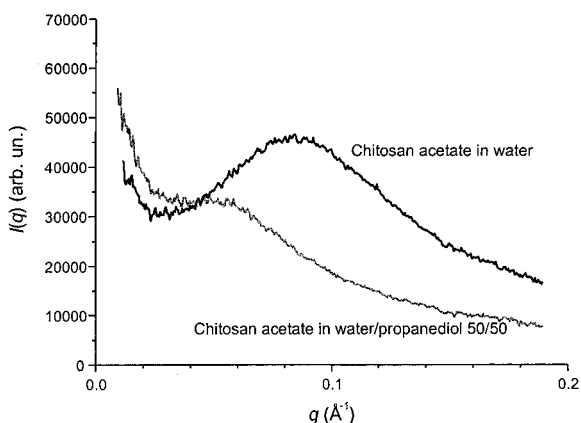 70000
60000
50000
40000
30000
20000
10000
0
I(q) (arb. un.)
Chitosan acetate in water
Chitosan acetate in water/propanediol 50/50
0.0
0.1
0.2
q (Å⁻¹)